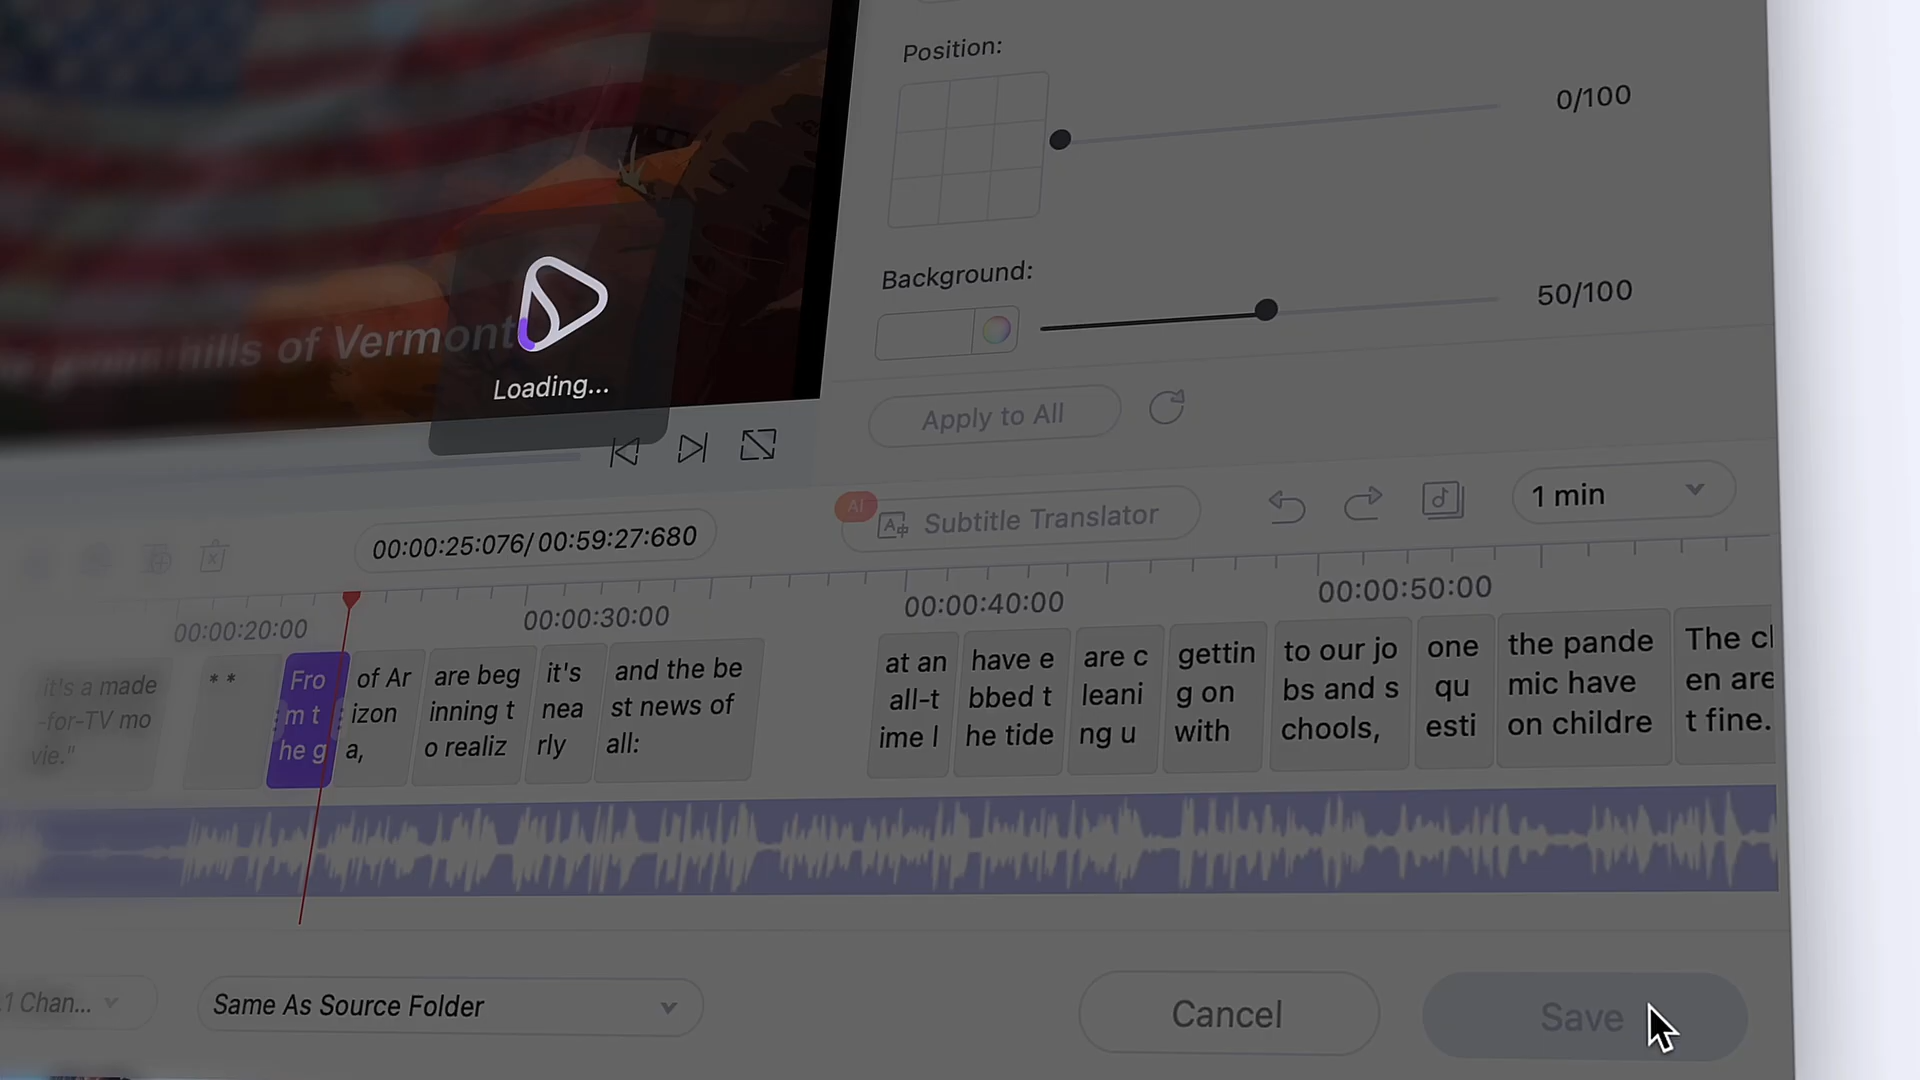 Position:
0/100
Background:
50/100
hills of Vermont
Loading...
Apply to All
AI
Subtitle Translator
1 min
00:00:25:076/00:59:27:680
00:00:20:00
00:00:30:00
00:00:40:00
00:00:50:00
it's a made
-for-TV mo
vie."
* *
Fro
m t
he g
of Ar
izon
a,
are beg
inning t
o realiz
it's
nea
rly
and the be
st news of
all:
at an
all-t
ime l
have e
bbed t
he tide
are c
leani
ng u
gettin
g on
with
to our jo
bs and s
chools,
one
qu
esti
the pande
mic have
on childre
The cl
en are
t fine.
.1 Chan...
Same As Source Folder
Cancel
Save